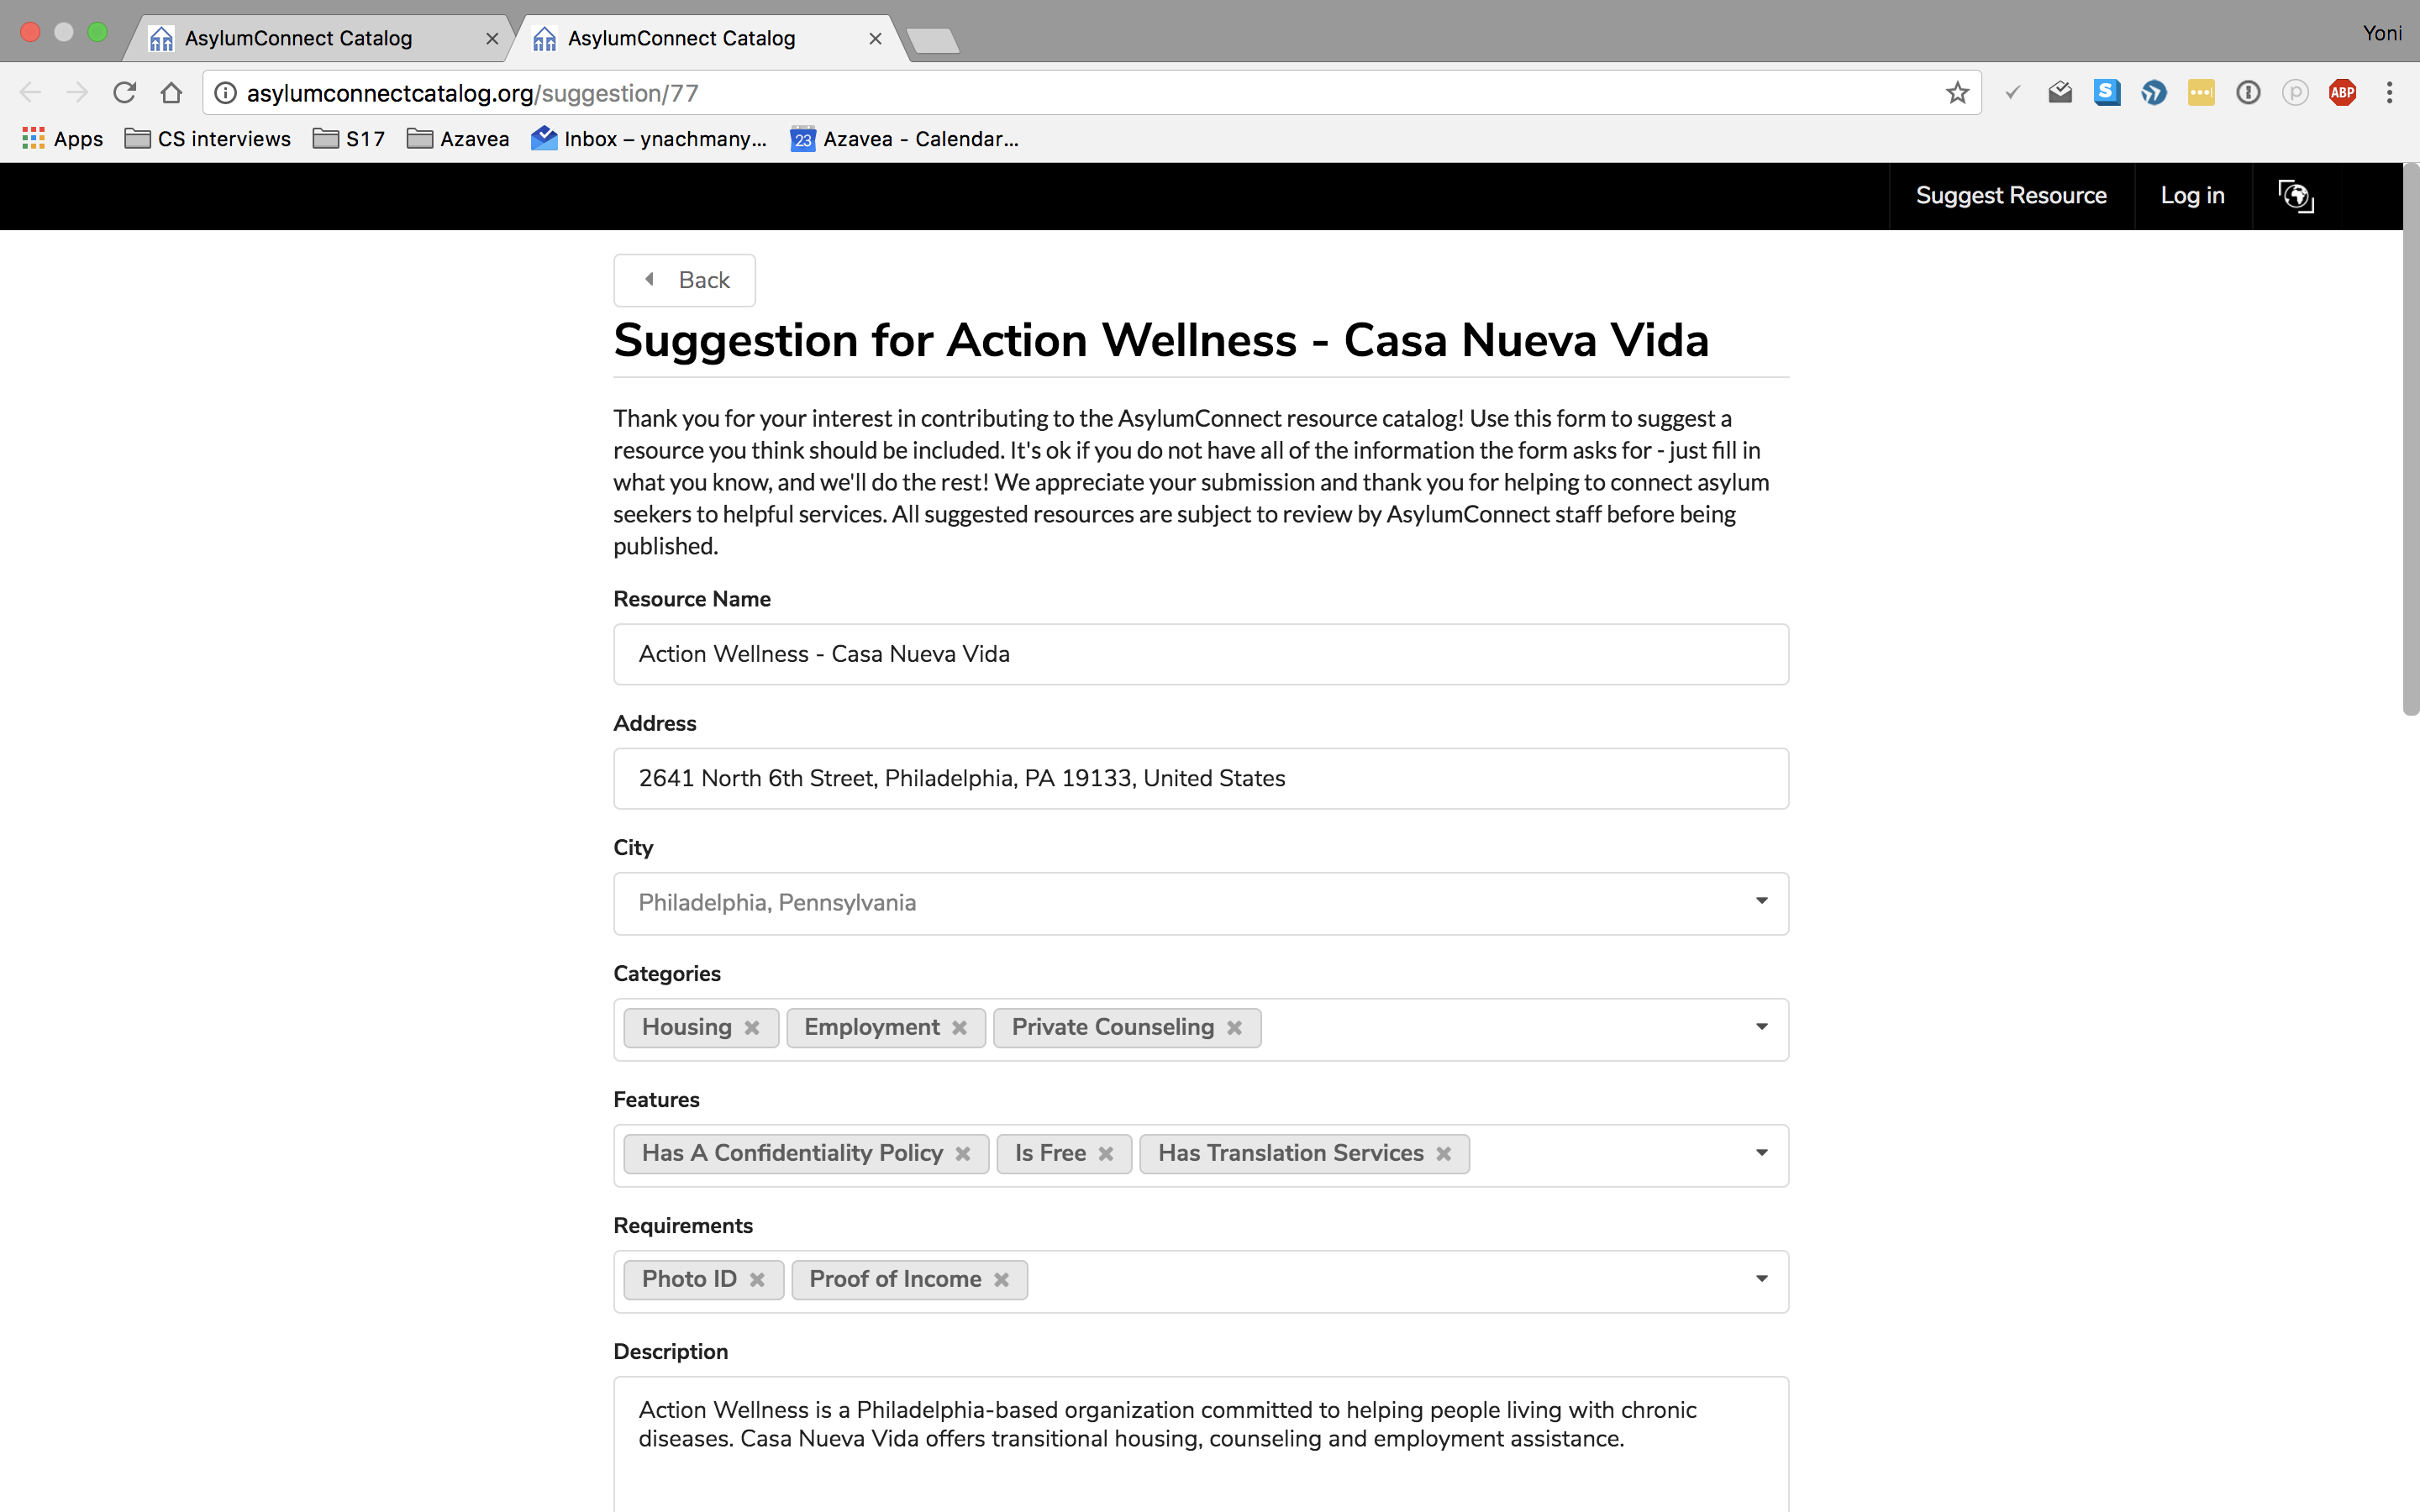 AsylumConnect Catalog
AsylumConnect Catalog
Yoni
asylumconnectcatalog.org/suggestion/77
S
p
ABP
Apps
CS interviews
S17
Azavea
Inbox – ynachmany...
23
Azavea - Calendar...
Suggest Resource
Log in
Back
Suggestion for Action Wellness - Casa Nueva Vida
Thank you for your interest in contributing to the AsylumConnect resource catalog! Use this form to suggest a
resource you think should be included. It's ok if you do not have all of the information the form asks for - just fill in
what you know, and we'll do the rest! We appreciate your submission and thank you for helping to connect asylum
seekers to helpful services. All suggested resources are subject to review by AsylumConnect staff before being
published.
Resource Name
Action Wellness - Casa Nueva Vida
Address
2641 North 6th Street, Philadelphia, PA 19133, United States
City
Philadelphia, Pennsylvania
Categories
Housing Employment Private Counseling
Features
Has A Confidentiality Policy Is Free Has Translation Services
Requirements
Photo ID Proof of Income
Description
Action Wellness is a Philadelphia-based organization committed to helping people living with chronic
diseases. Casa Nueva Vida offers transitional housing, counseling and employment assistance.